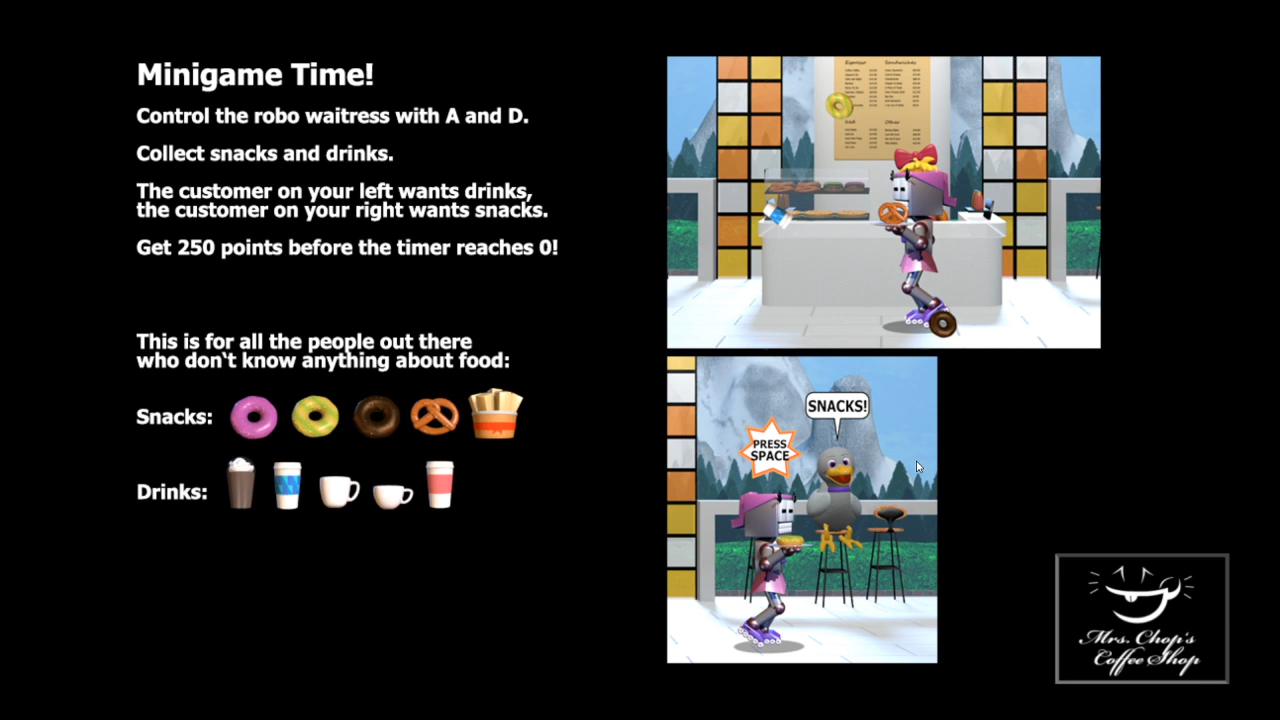 Minigame Time!
Control the robo waitress with A and D.
Collect snacks and drinks.
The customer on your left wants drinks,
the customer on your right wants snacks.
Get 250 points before the timer reaches 0!
This is for all the people out there
who don't know anything about food:
Snacks:
Drinks:
Espresso Sandwiches
Other
SNACKS!
PRESS
SPACE
Mrs. Chop's
Coffee Shop